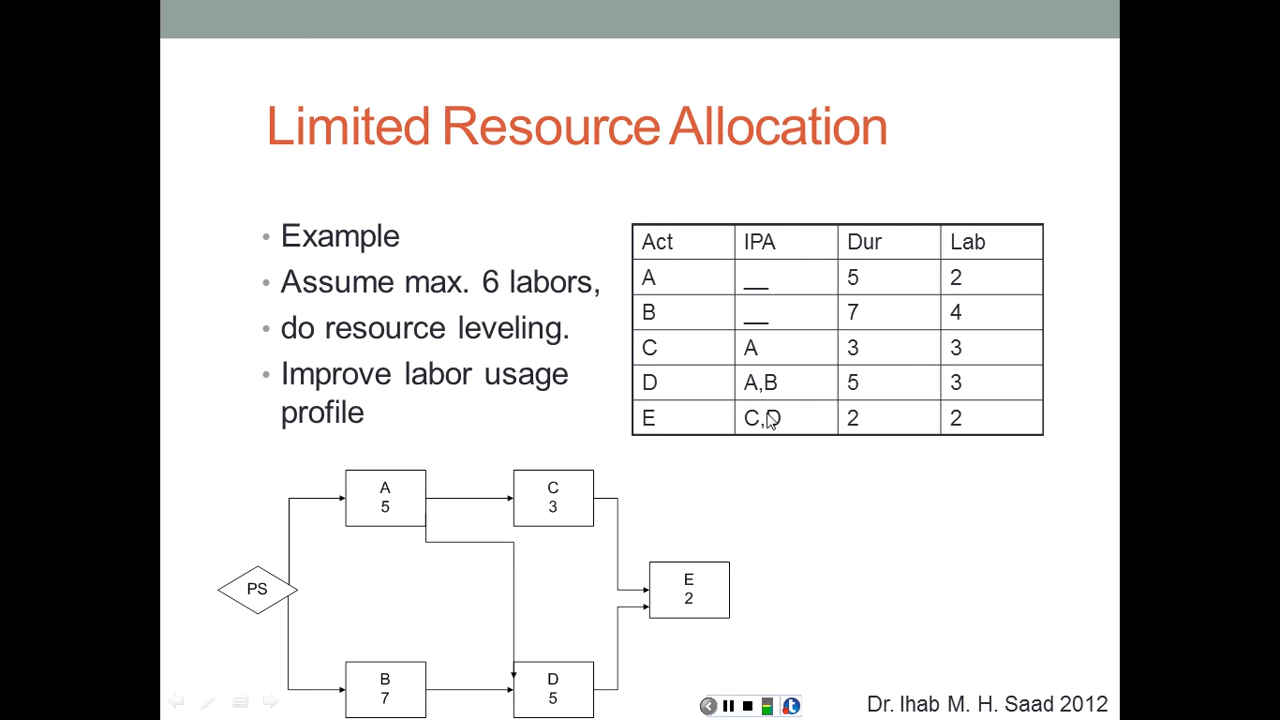 Limited Resource Allocation
• Example
• Assume max. 6 labors,
• do resource leveling.
• Improve labor usage
profile
Act IPA Dur Lab
A __ 5 2
B __ 7 4
C A 3 3
D A,B 5 3
E C,D 2 2
A
5
C
3
PS
E
2
B
7
D
5
Dr. Ihab M. H. Saad 2012